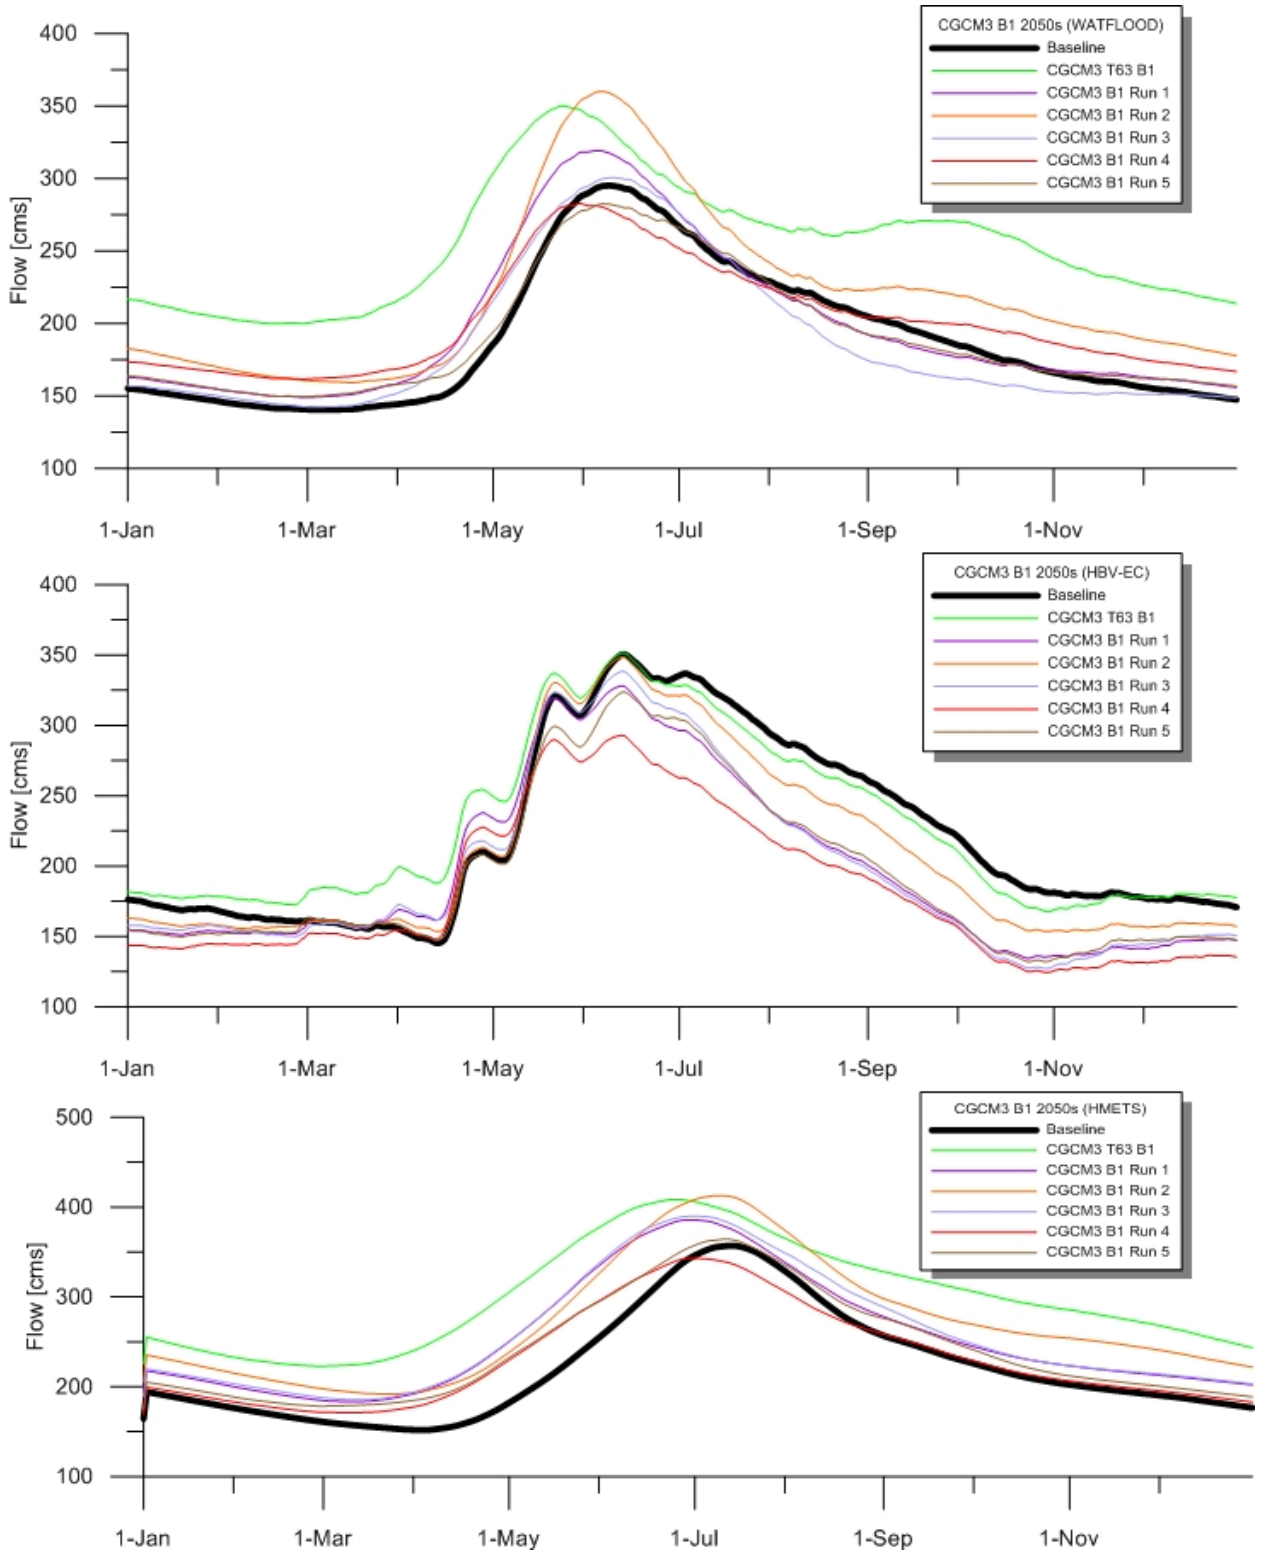 CGCM3 B1 2050s (WATFLOOD)
Baseline
CGCM3 T63 B1
CGCM3 B1 Run 1
CGCM3 B1 Run 2
CGCM3 B1 Run 3
CGCM3 B1 Run 4
CGCM3 B1 Run 5
Flow [cms]
400
350
300
250
200
150
100
1-Jan 1-Mar 1-May 1-Jul 1-Sep 1-Nov
CGCM3 B1 2050s (HBV-EC)
Baseline
CGCM3 T63 B1
CGCM3 B1 Run 1
CGCM3 B1 Run 2
CGCM3 B1 Run 3
CGCM3 B1 Run 4
CGCM3 B1 Run 5
Flow [cms]
400
350
300
250
200
150
100
1-Jan 1-Mar 1-May 1-Jul 1-Sep 1-Nov
CGCM3 B1 2050s (HMETS)
Baseline
CGCM3 T63 B1
CGCM3 B1 Run 1
CGCM3 B1 Run 2
CGCM3 B1 Run 3
CGCM3 B1 Run 4
CGCM3 B1 Run 5
Flow [cms]
500
400
300
200
100
1-Jan 1-Mar 1-May 1-Jul 1-Sep 1-Nov